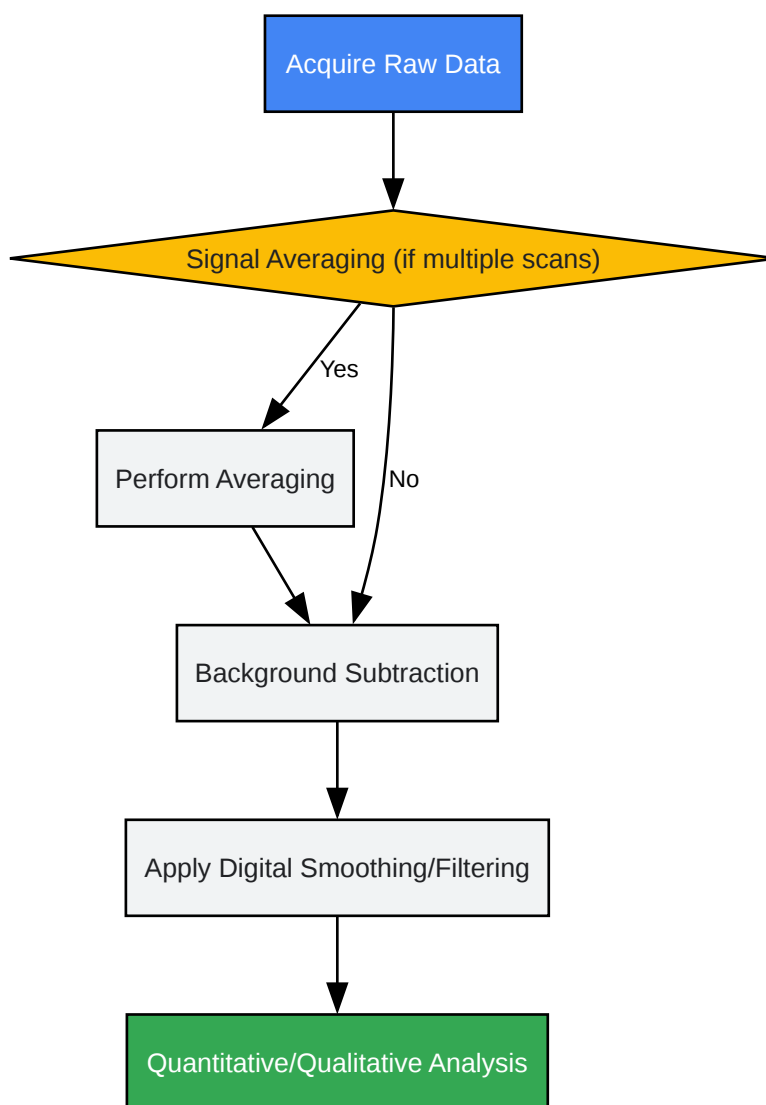 Acquire Raw Data
Signal Averaging (if multiple scans)
Yes
Perform Averaging
No
Background Subtraction
Apply Digital Smoothing/Filtering
Quantitative/Qualitative Analysis